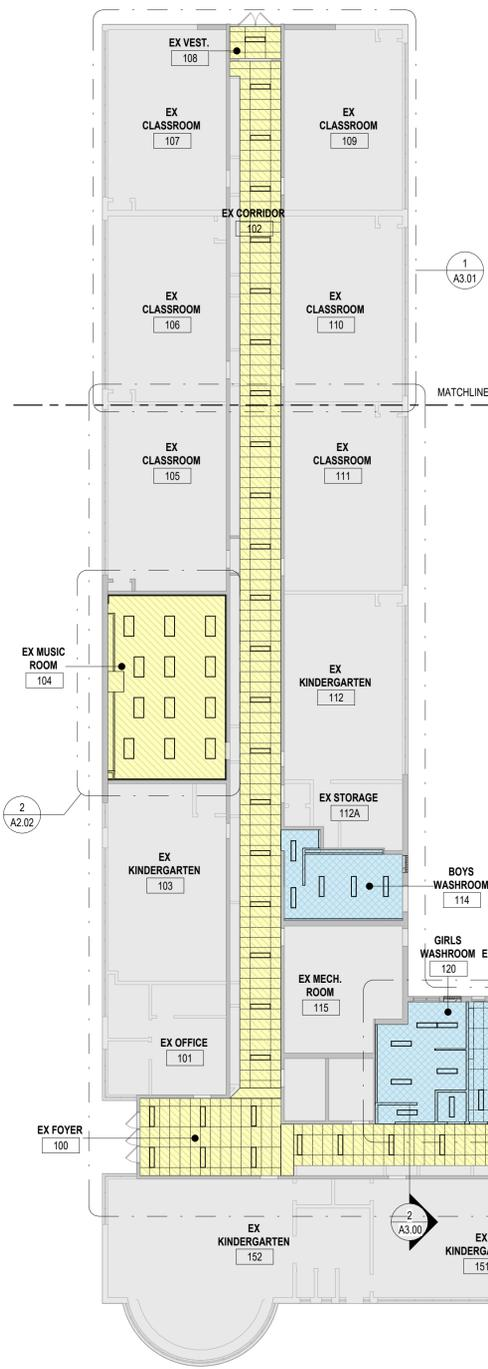 EX VEST.
108
EX
CLASSROOM
107
EX
CLASSROOM
109
EX CORRIDOR
102
1
A3.01
EX
CLASSROOM
106
EX
CLASSROOM
110
MATCHLINE
EX
CLASSROOM
105
EX
CLASSROOM
111
EX MUSIC
ROOM
104
EX
KINDERGARTEN
112
EX STORAGE
112A
2
A2.02
EX
KINDERGARTEN
103
BOYS
WASHROOM
114
GIRLS
WASHROOM E
120
EX MECH.
ROOM
115
EX OFFICE
101
EX FOYER
100
2
A3.00
EX
KINDERGARTEN
152
EX
KINDERGA
151